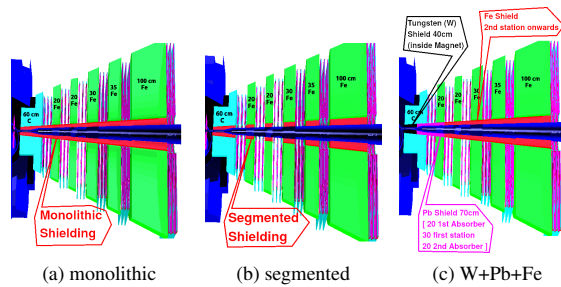 60 cm
C
20
Fe
20
Fe
30
Fe
35
Fe
100 cm
Fe
Monolithic
Shielding
(a) monolithic
60 cm
C
20
Fe
20
Fe
30
Fe
35
Fe
100 cm
Fe
Segmented
Shielding
(b) segmented
Tungsten (W)
Shield 40cm
(inside Magnet)
Fe Shield
2nd station onwards
60 cm
C
20
Fe
20
Fe
30
Fe
35
Fe
100 cm
Fe
Pb Shield 70cm
[ 20 1st Absorber
30 first station
20 2nd Absorber ]
(c) W+Pb+Fe